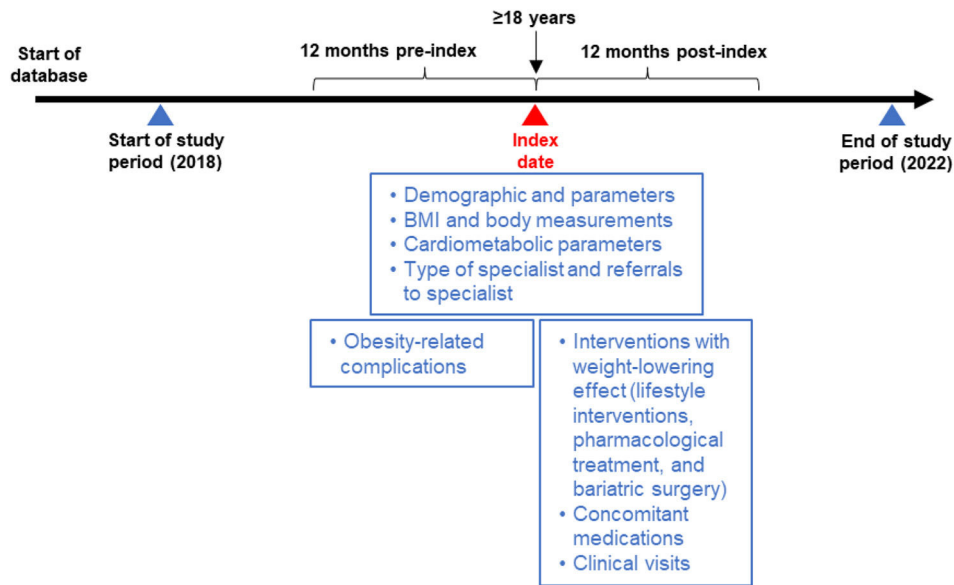 ≥18 years
12 months pre-index
12 months post-index
Start of
database
Start of study
period (2018)
Index
date
End of study
period (2022)
• Demographic and parameters
• BMI and body measurements
• Cardiometabolic parameters
• Type of specialist and referrals
to specialist
• Obesity-related
complications
• Interventions with
weight-lowering
effect (lifestyle
interventions,
pharmacological
treatment, and
bariatric surgery)
• Concomitant
medications
• Clinical visits